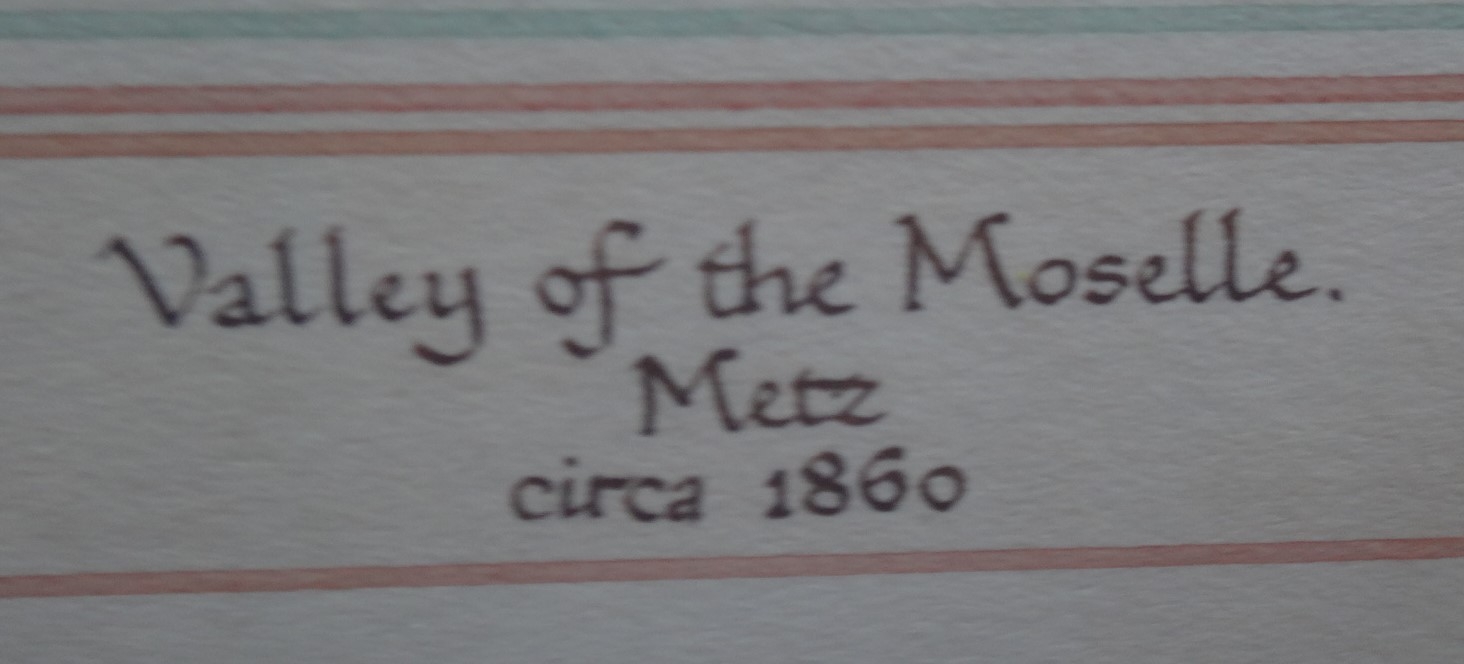 Valley of the Moselle.
Metz
circa 1860